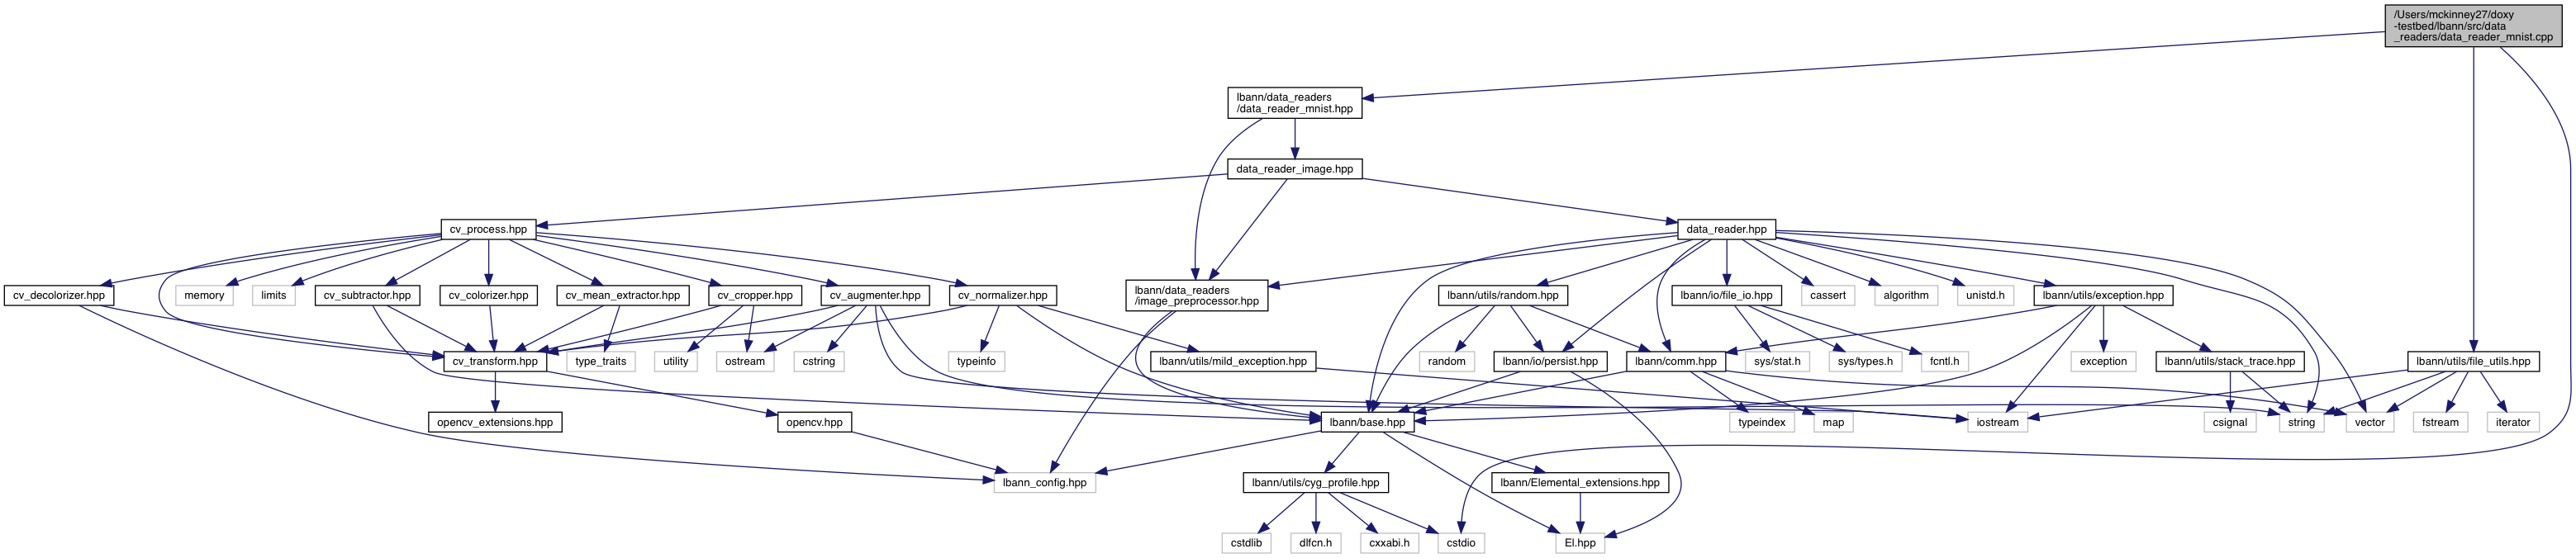 /Users/mckinney27/doxy
-testbed/lbann/src/data
_readers/data_reader_mnist.cpp
lbann/data_readers
/data_reader_mnist.hpp
data_reader_image.hpp
cv_process.hpp
data_reader.hpp
cv_decolorizer.hpp
memory
limits
cv_subtractor.hpp
cv_colorizer.hpp
cv_mean_extractor.hpp
cv_cropper.hpp
cv_augmenter.hpp
cv_normalizer.hpp
lbann/data_readers
/image_preprocessor.hpp
lbann/utils/random.hpp
lbann/io/file_io.hpp
cassert
algorithm
unistd.h
lbann/utils/exception.hpp
cv_transform.hpp
type_traits
utility
ostream
cstring
typeinfo
lbann/utils/mild_exception.hpp
random
lbann/io/persist.hpp
lbann/comm.hpp
sys/stat.h
sys/types.h
fcntl.h
exception
lbann/utils/stack_trace.hpp
lbann/utils/file_utils.hpp
opencv_extensions.hpp
opencv.hpp
lbann/base.hpp
typeindex
map
iostream
csignal
string
vector
fstream
iterator
lbann_config.hpp
lbann/utils/cyg_profile.hpp
lbann/Elemental_extensions.hpp
cstdlib
dlfcn.h
cxxabi.h
cstdio
El.hpp